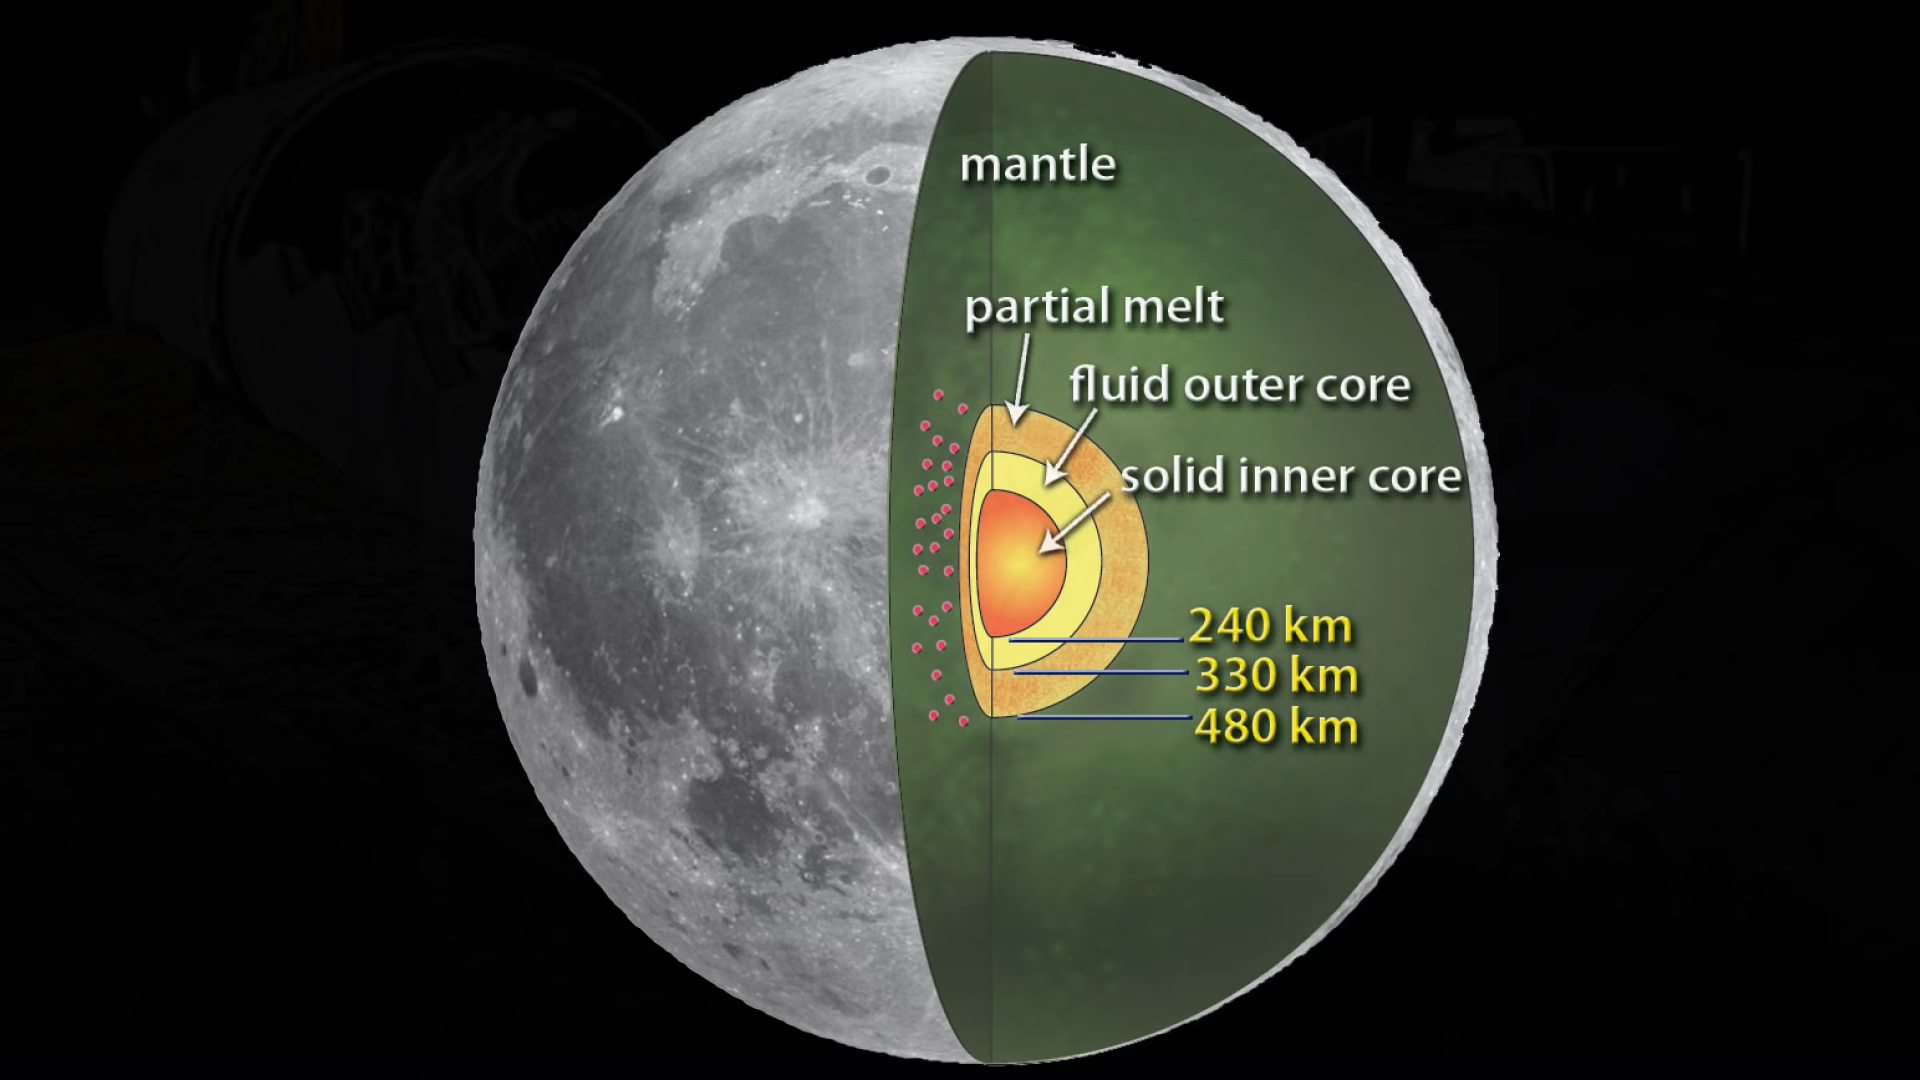 mantle
partial melt
fluid outer core
solid inner core
240 km
330 km
480 km